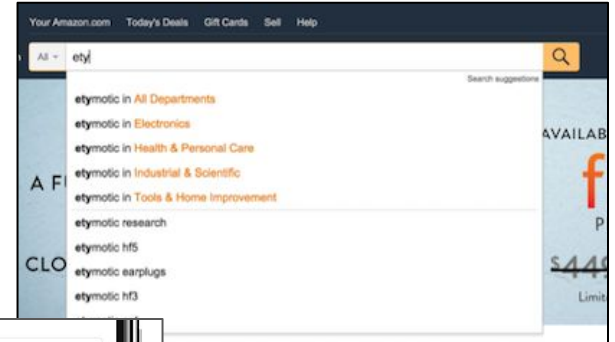 Your Amazon.com Today's Deals Gift Cards Sell Help
All ety
Search suggestions
etymotic in All Departments
etymotic in Electronics
etymotic in Health & Personal Care
etymotic in Industrial & Scientific
etymotic in Tools & Home Improvement
etymotic research
etymotic hf5
etymotic earplugs
etymotic hf3
AVAILAB
A F
f
P
CLO
$449
Limit